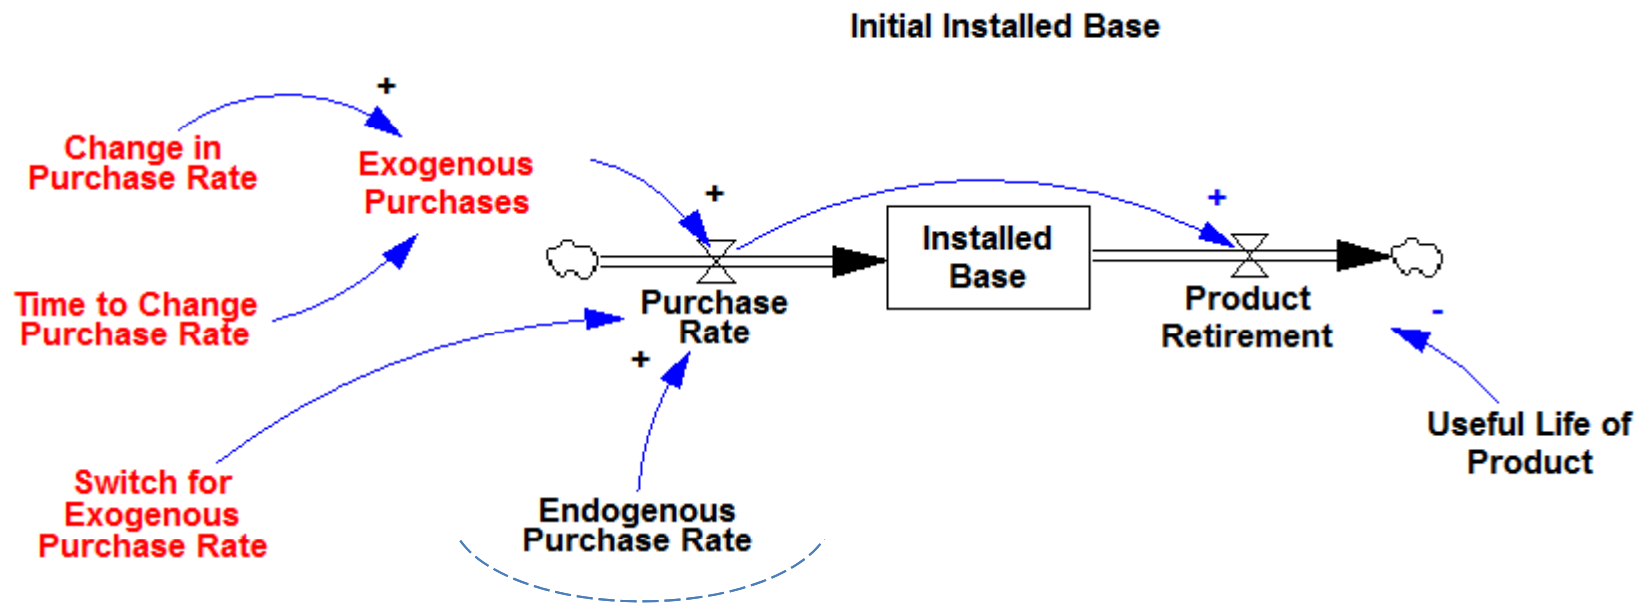 Initial Installed Base
+
Change in
Purchase Rate
Exogenous
Purchases
+
+
Installed
Base
Time to Change
Purchase Rate
Purchase
Rate
Product
Retirement
-
+
Useful Life of
Product
Switch for
Exogenous
Purchase Rate
Endogenous
Purchase Rate